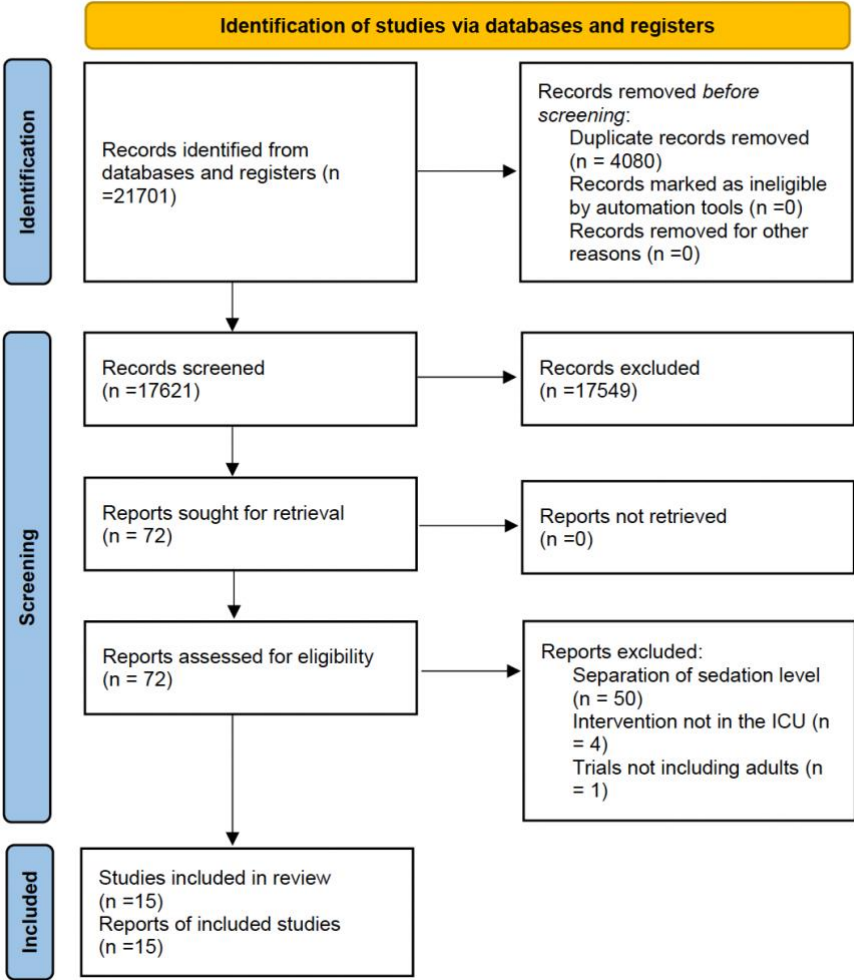 Identification of studies via databases and registers
Identification
Records identified from
databases and registers (n
=21701)
Records removed before
screening:
Duplicate records removed
(n = 4080)
Records marked as ineligible
by automation tools (n =0)
Records removed for other
reasons (n =0)
Screening
Records screened
(n =17621)
Records excluded
(n =17549)
Reports sought for retrieval
(n = 72)
Reports not retrieved
(n =0)
Reports assessed for eligibility
(n = 72)
Reports excluded:
Separation of sedation level
(n = 50)
Intervention not in the ICU (n
= 4)
Trials not including adults (n
= 1)
Included
Studies included in review
(n =15)
Reports of included studies
(n =15)